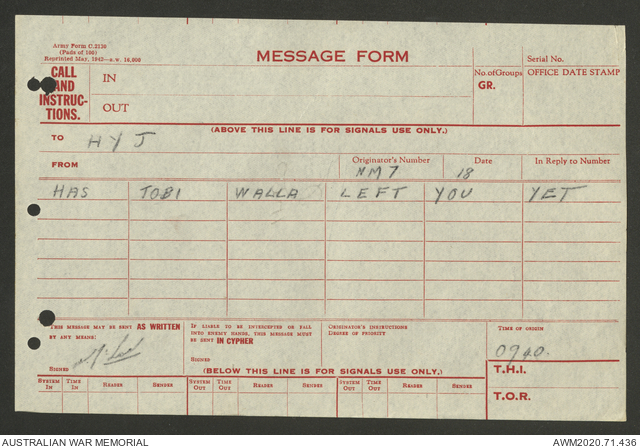 Army Form C.2136
(Pads of 100)
Reprinted May, 1942—s.w. 16,000
MESSAGE FORM
Serial No.
CALL AND INSTRUC-TIONS.
IN
OUT
No. of Groups
GR.
OFFICE DATE STAMP
(ABOVE THIS LINE IS FOR SIGNALS USE ONLY.)
TO HYJ
FROM
Originator's Number
NM7
Date
18
In Reply to Number
HAS TOBI WALLA LEFT YOU YET
THIS MESSAGE MAY BE SENT AS WRITTEN
BY ANY MEANS:
SIGNED
IF LIABLE TO BE INTERCEPTED OR FALL
INTO ENEMY HANDS, THIS MESSAGE MUST
BE SENT IN CYPHER
SIGNED
ORIGINATOR'S INSTRUCTIONS
DEGREE OF PRIORITY
TIME OF ORIGIN
0940.
T.H.I.
T.O.R.
(BELOW THIS LINE IS FOR SIGNALS USE ONLY.)
SYSTEM IN TIME IN READER SENDER SYSTEM OUT TIME OUT READER SENDER SYSTEM OUT TIME OUT READER SENDER
AUSTRALIAN WAR MEMORIAL
AWM2020.71.436